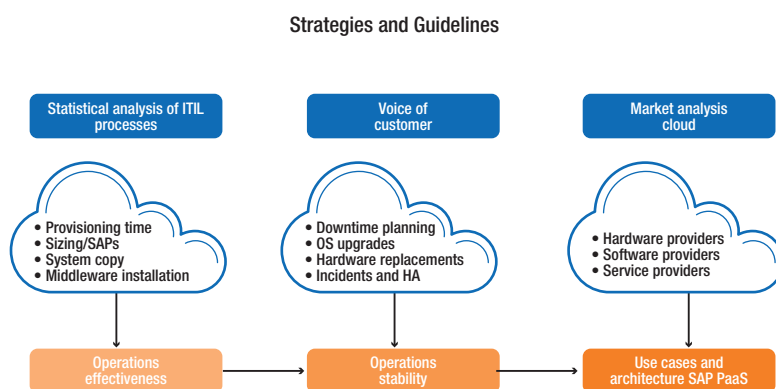 Strategies and Guidelines
Statistical analysis of ITIL
processes
Voice of
customer
Market analysis
cloud
• Provisioning time
• Sizing/SAPs
• System copy
• Middleware installation
• Downtime planning
• OS upgrades
• Hardware replacements
• Incidents and HA
• Hardware providers
• Software providers
• Service providers
Operations
effectiveness
Operations
stability
Use cases and
architecture SAP PaaS